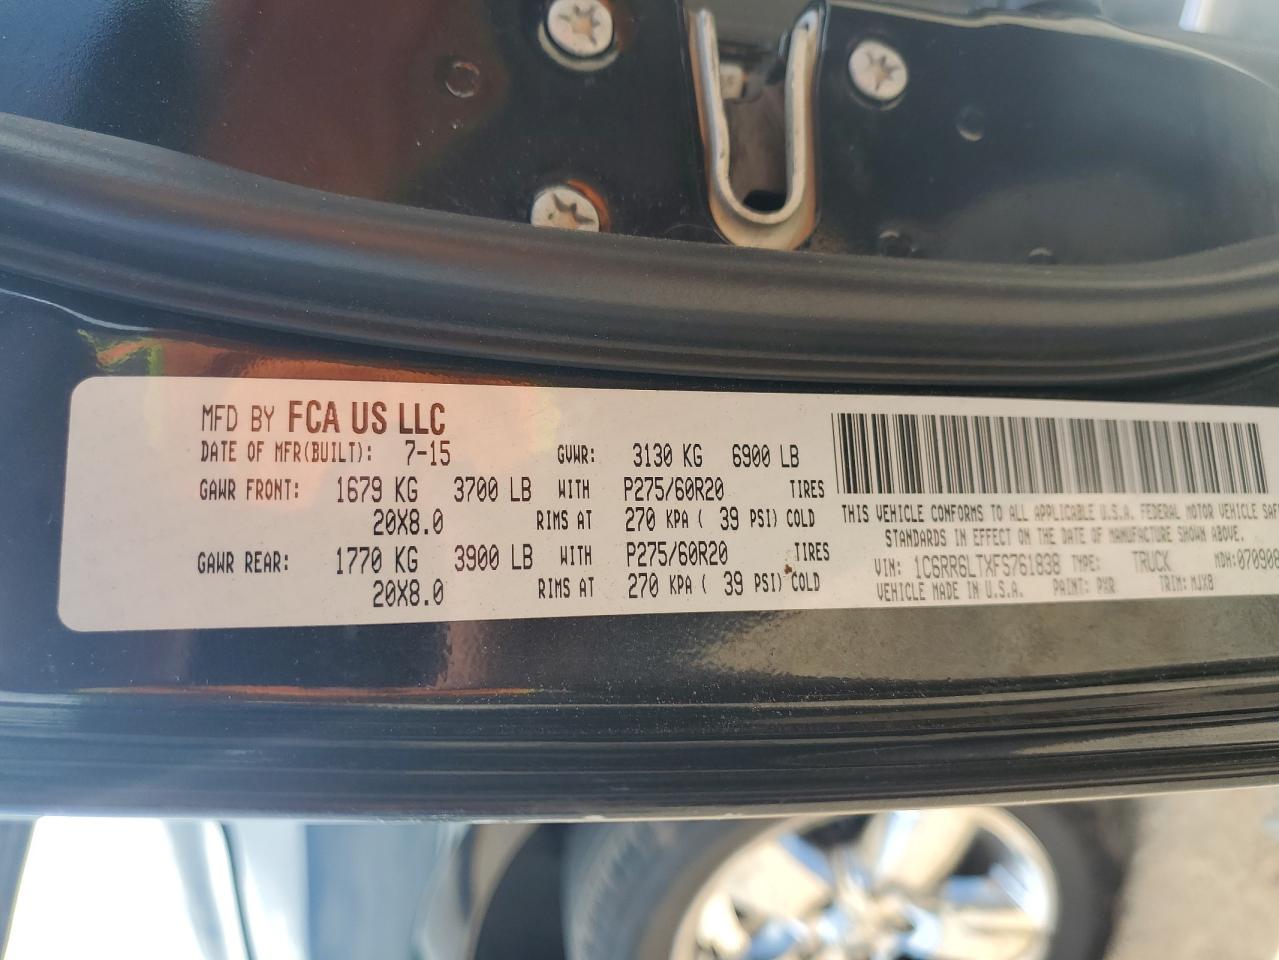 MFD BY FCA US LLC
DATE OF MFR(BUILT): 7-15 GVWR: 3130 KG 6900 LB
GAWR FRONT: 1679 KG 3700 LB WITH P275/60R20 TIRES
20X8.0 RIMS AT 270 KPA ( 39 PSI) COLD
GAWR REAR: 1770 KG 3900 LB WITH P275/60R20 TIRES
20X8.0 RIMS AT 270 KPA ( 39 PSI) COLD
THIS VEHICLE CONFORMS TO ALL APPLICABLE U.S.A. FEDERAL MOTOR VEHICLE SAF
STANDARDS IN EFFECT ON THE DATE OF MANUFACTURE SHOWN ABOVE.
VIN: 1C6RR6LTXFS761838 TYPE: TRUCK MDH:070908
VEHICLE MADE IN U.S.A. PAINT: PXR TRIM: MJX8